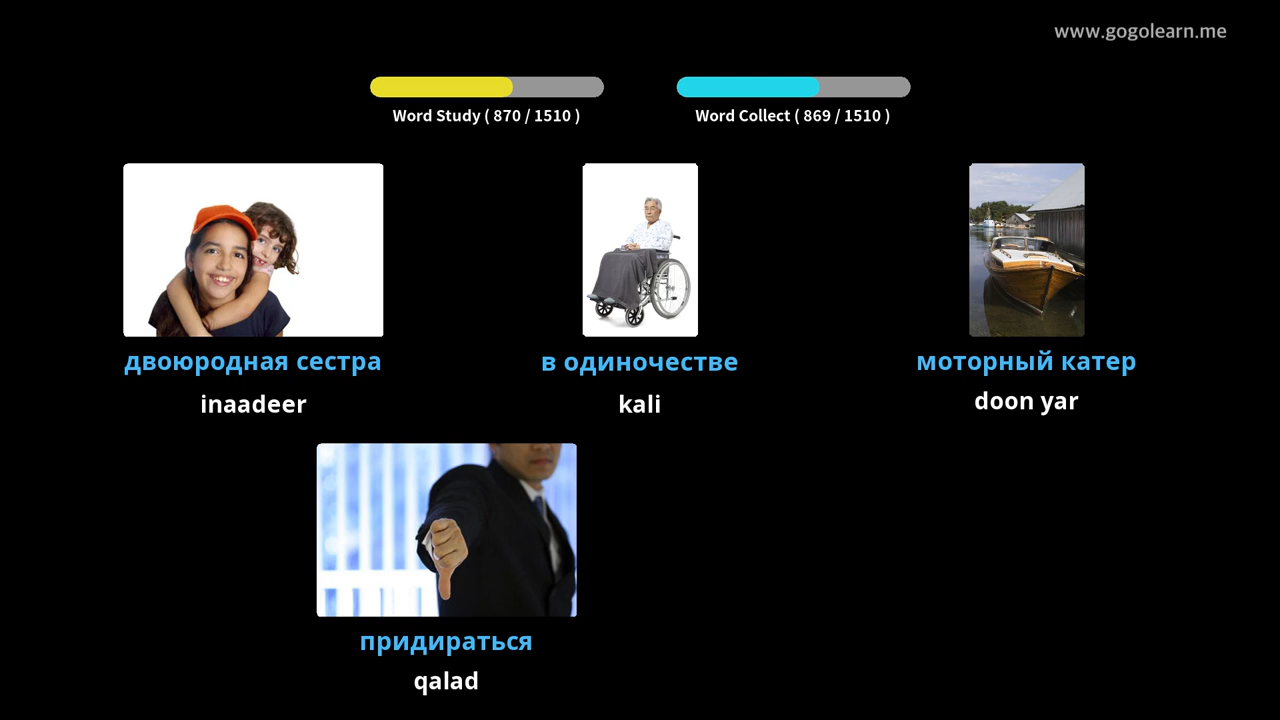 www.gogolearn.me
Word Study ( 870 / 1510 )
Word Collect ( 869 / 1510 )
двоюродная сестра
в одиночестве
моторный катер
inaadeer
kali
doon yar
придираться
qalad